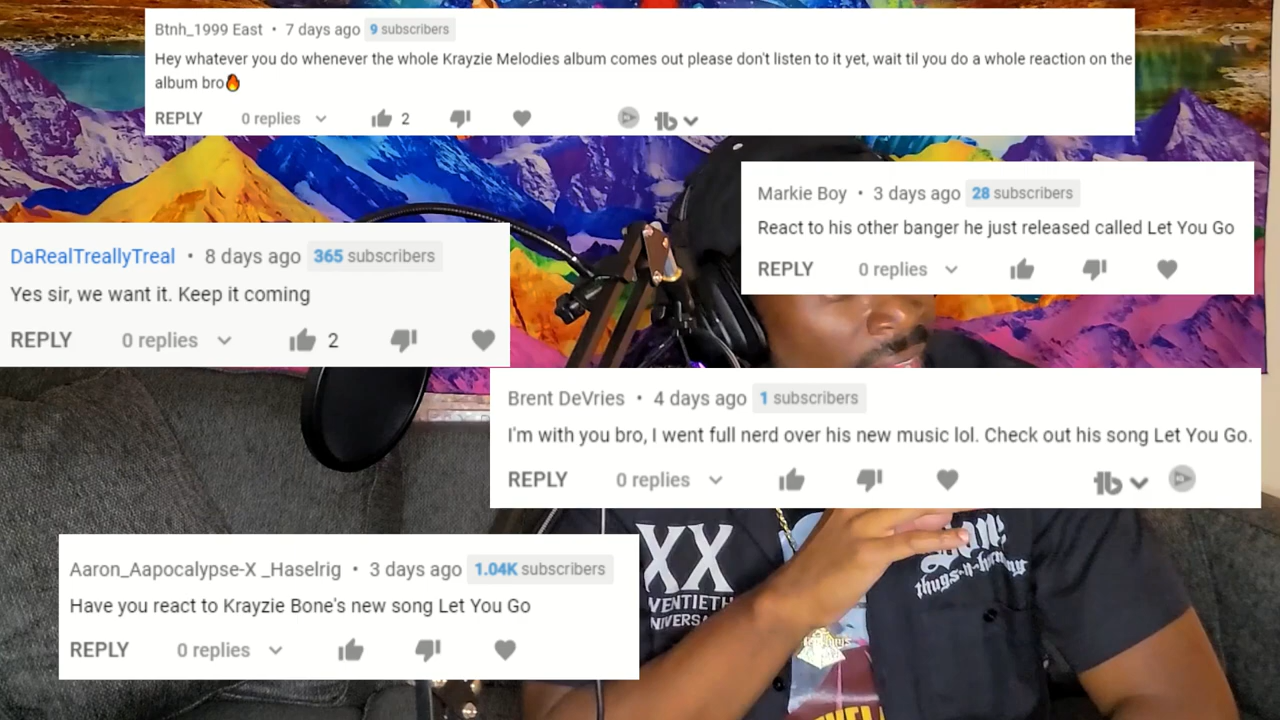 Btnh_1999 East • 7 days ago 9 subscribers
Hey whatever you do whenever the whole Krayzie Melodies album comes out please don't listen to it yet, wait til you do a whole reaction on the
album bro🔥
REPLY 0 replies 2
Markie Boy • 3 days ago 28 subscribers
React to his other banger he just released called Let You Go
REPLY 0 replies
DaRealTreallyTreal • 8 days ago 365 subscribers
Yes sir, we want it. Keep it coming
REPLY 0 replies 2
Brent DeVries • 4 days ago 1 subscribers
I'm with you bro, I went full nerd over his new music lol. Check out his song Let You Go.
REPLY 0 replies tb
XX
VENTIETH
NIVERSA
Bone
thugs-n-harmony
Aaron_Aapocalypse-X _Haselrig • 3 days ago 1.04K subscribers
Have you react to Krayzie Bone's new song Let You Go
REPLY 0 replies